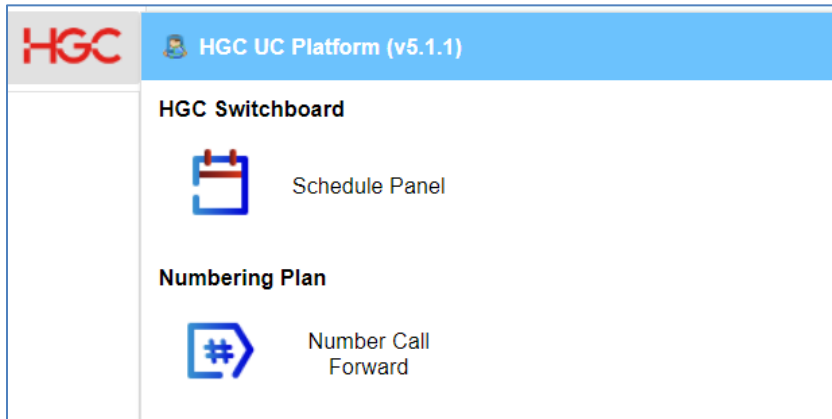 HGC
HGC UC Platform (v5.1.1)
HGC Switchboard
Schedule Panel
Numbering Plan
#
Number Call
Forward